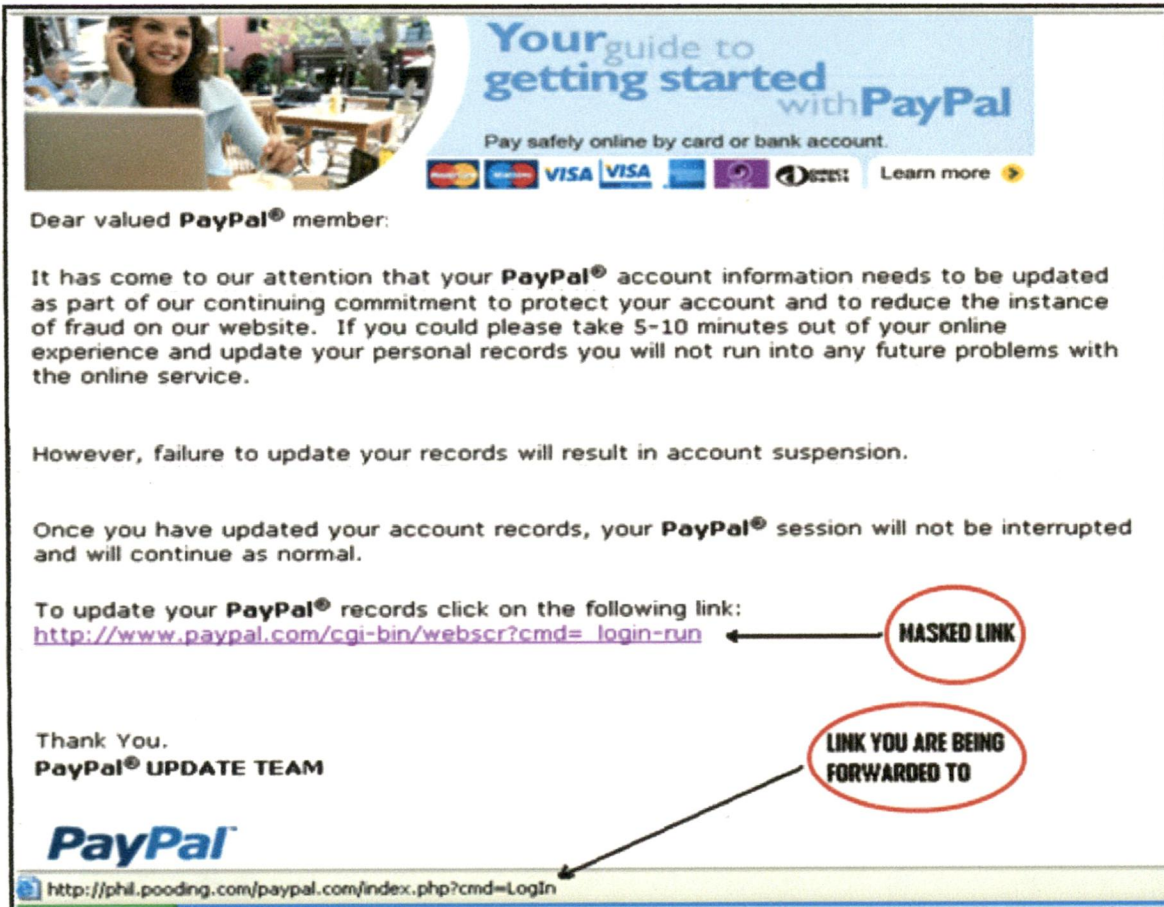 Your guide to
getting started
with PayPal
Pay safely online by card or bank account.
VISA VISA
Learn more
Dear valued PayPal® member:
It has come to our attention that your PayPal® account information needs to be updated
as part of our continuing commitment to protect your account and to reduce the instance
of fraud on our website. If you could please take 5-10 minutes out of your online
experience and update your personal records you will not run into any future problems with
the online service.
However, failure to update your records will result in account suspension.
Once you have updated your account records, your PayPal® session will not be interrupted
and will continue as normal.
To update your PayPal® records click on the following link:
http://www.paypal.com/cgi-bin/webscr?cmd=_login-run
MASKED LINK
Thank You.
PayPal® UPDATE TEAM
LINK YOU ARE BEING
FORWARDED TO
PayPal
http://phil.pooding.com/paypal.com/index.php?cmd=LogIn